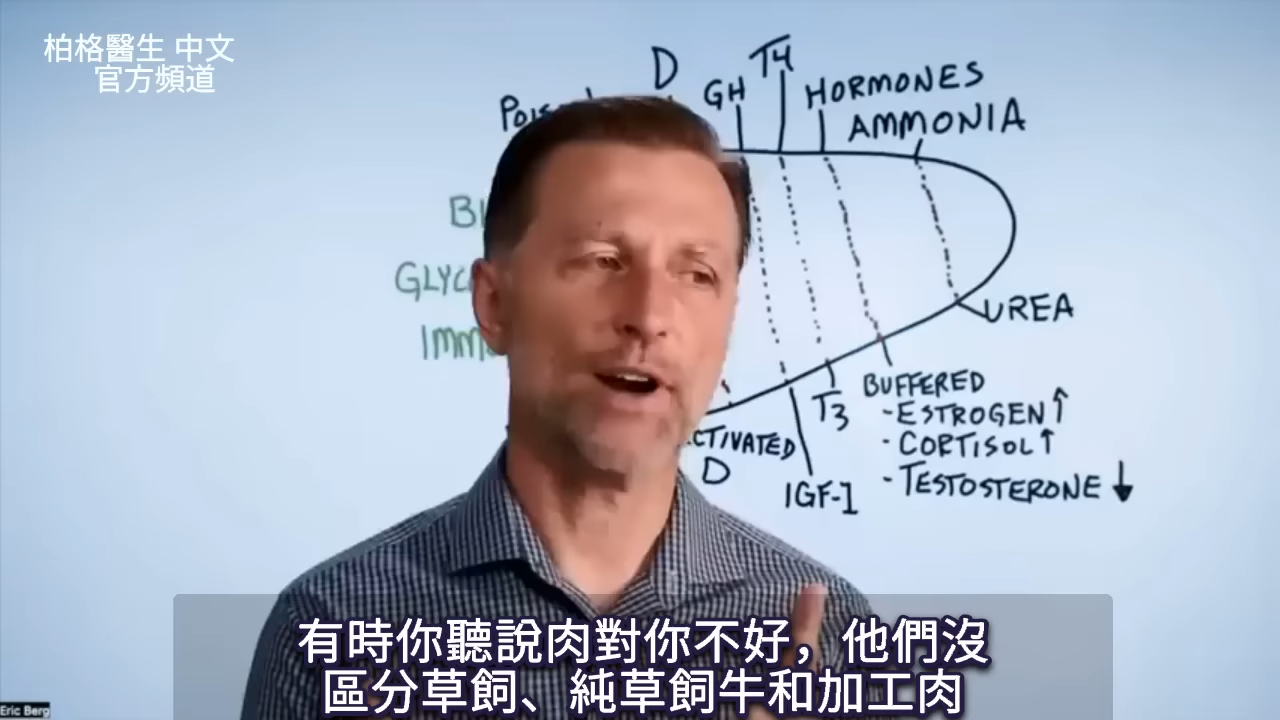 柏格醫生 中文
官方頻道
D
GH
T4
HORMONES
AMMONIA
UREA
BUFFERED
-ESTROGEN↑
-CORTISOL↑
-TESTOSTERONE↓
T3
IGF-1
D
有時你聽說肉對你不好，他們沒
區分草飼、純草飼牛和加工肉
Eric Berg